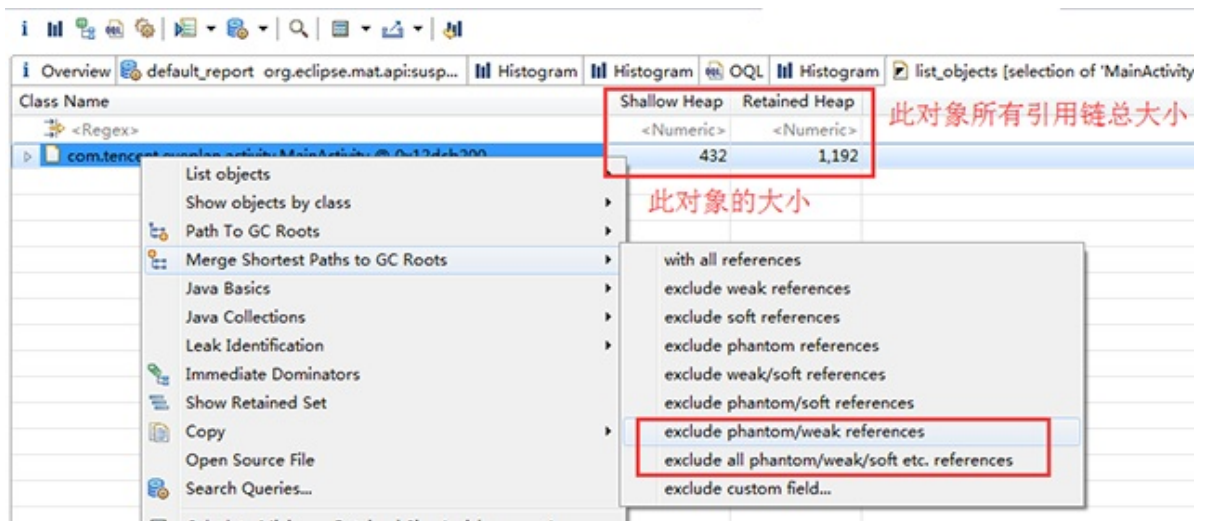 i Overview default_report org.eclipse.mat.api:susp... Histogram Histogram OQL Histogram list_objects [selection of 'MainActivity
Class Name Shallow Heap Retained Heap
此对象所有引用链总大小
<Regex> <Numeric> <Numeric>
432 1,192
List objects
此对象的大小
Show objects by class
Path To GC Roots
Merge Shortest Paths to GC Roots
with all references
Java Basics
exclude weak references
Java Collections
exclude soft references
Leak Identification
exclude phantom references
Immediate Dominators
exclude weak/soft references
Show Retained Set
exclude phantom/soft references
Copy
exclude phantom/weak references
Open Source File
exclude all phantom/weak/soft etc. references
Search Queries...
exclude custom field...